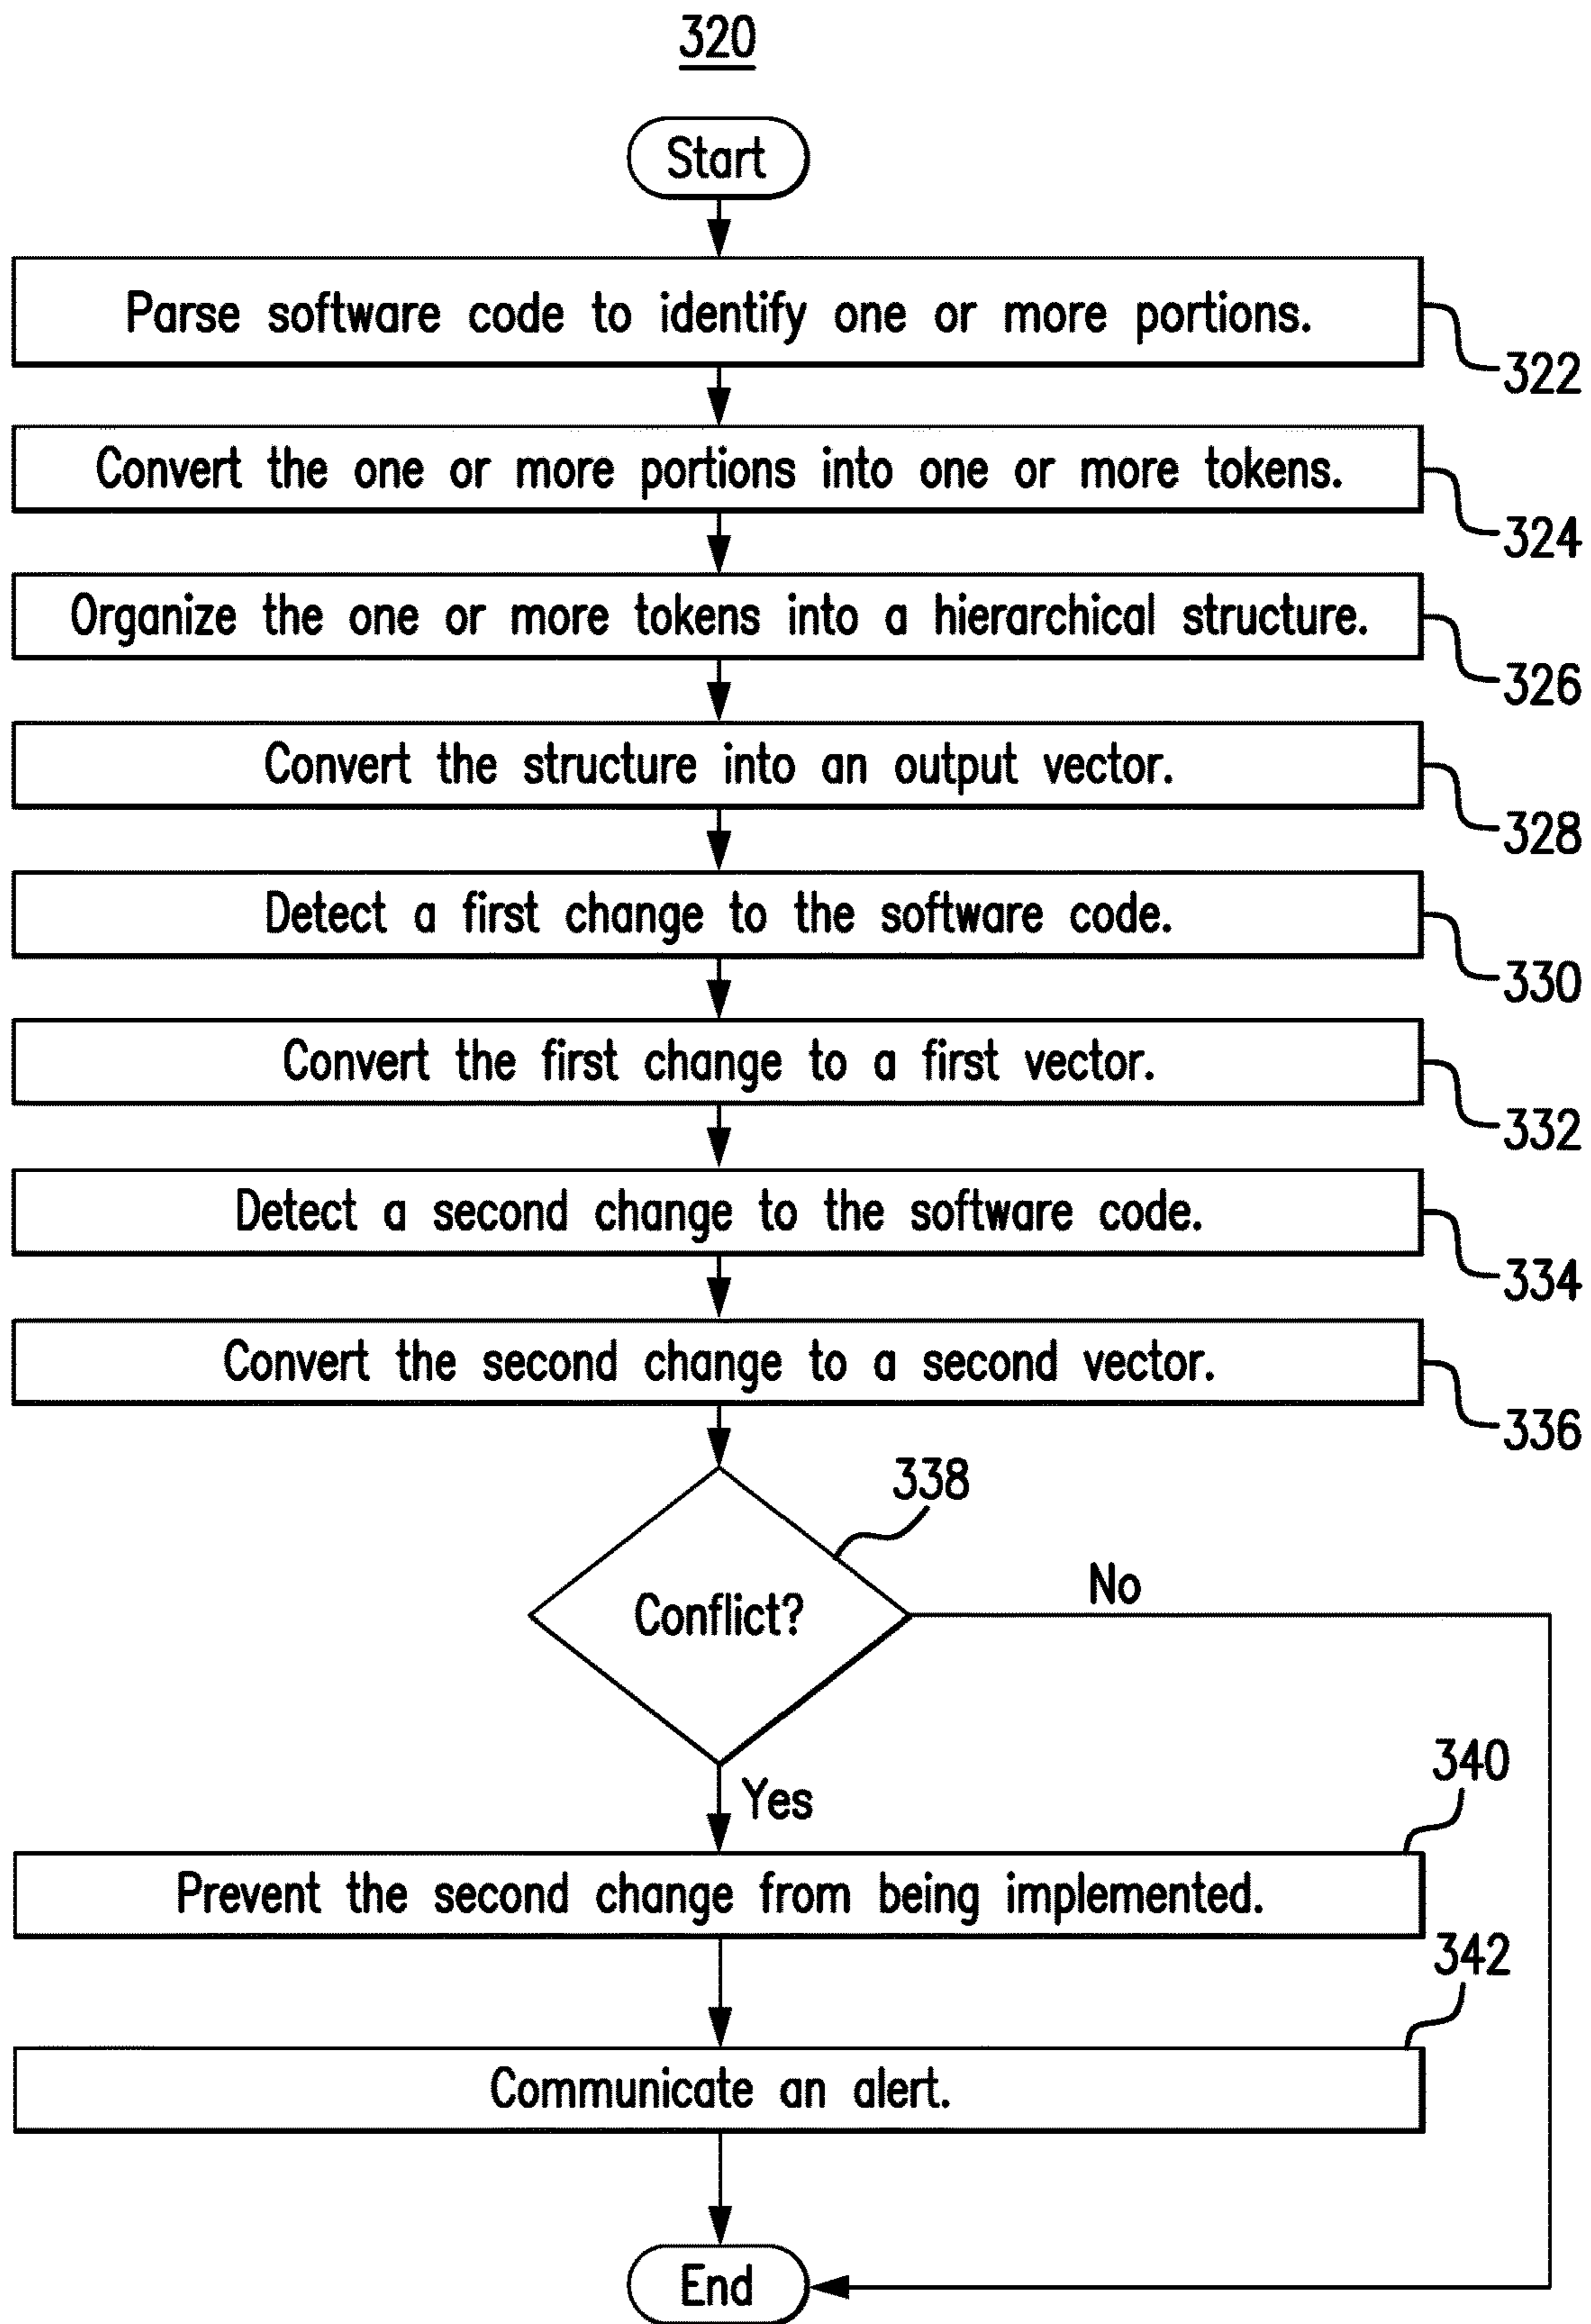 320
Start
Parse software code to identify one or more portions.
322
Convert the one or more portions into one or more tokens.
324
Organize the one or more tokens into a hierarchical structure.
326
Convert the structure into an output vector.
328
Detect a first change to the software code.
330
Convert the first change to a first vector.
332
Detect a second change to the software code.
334
Convert the second change to a second vector.
336
338
Conflict?
No
Yes
340
Prevent the second change from being implemented.
342
Communicate an alert.
End